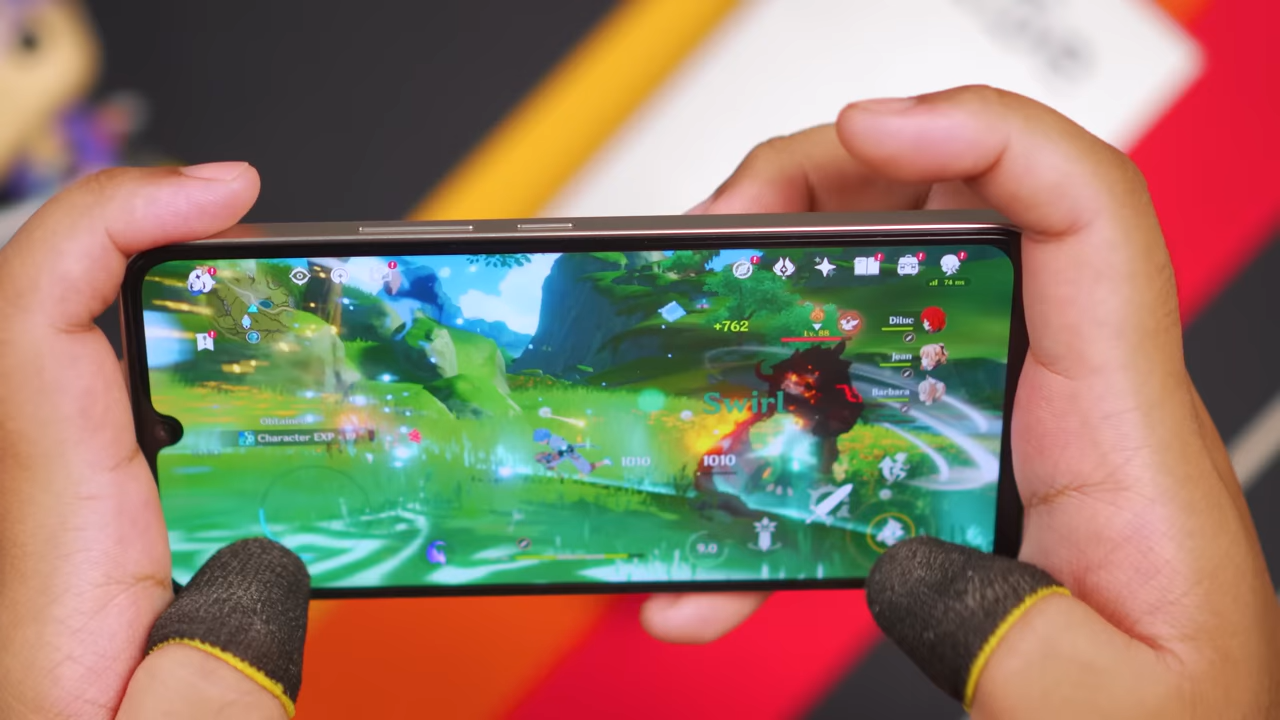 74 ms
+762
Lv. 88
Diluc
Jean
Barbara
Swirl
Character EXP
1010
1010
9.0